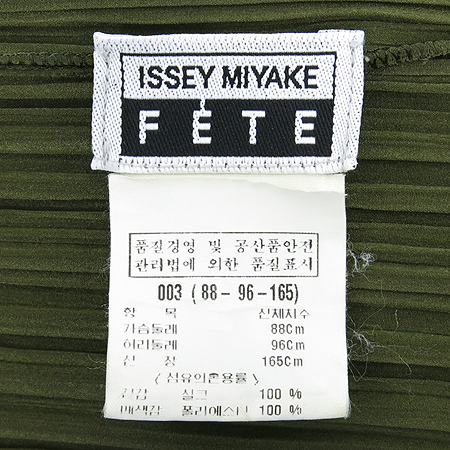 ISSEY MIYAKE
FÊTE
품질경영 및 공산품안전
관리법에 의한 품질표시
003 (88-96-165)
항 목 신체치수
가슴둘레 88Cm
허리둘레 96Cm
신 장 165Cm
〈섬유의혼용률〉
겉감 실크 100 %
배색감 폴리에스터 100 %